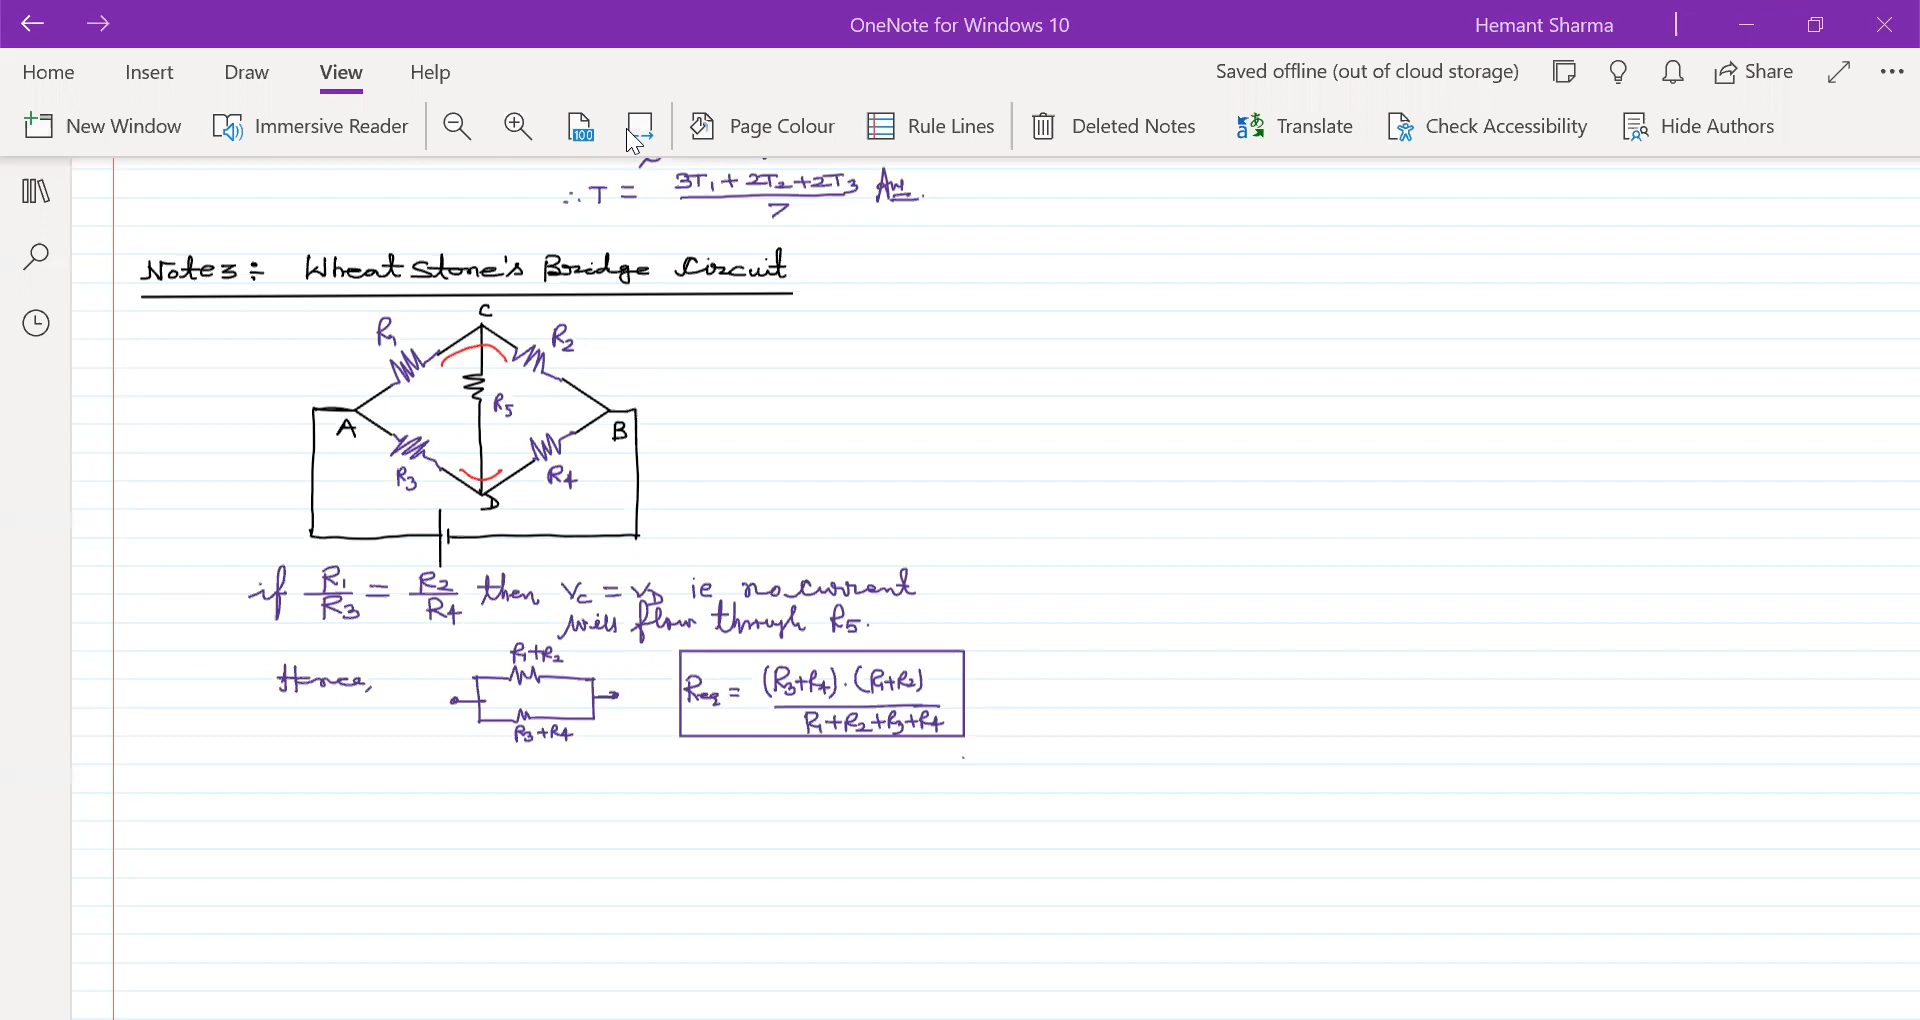 OneNote for Windows 10
Hemant Sharma
Home Insert Draw View Help
Saved offline (out of cloud storage) Share
New Window Immersive Reader 100 Page Colour Rule Lines Deleted Notes Translate Check Accessibility Hide Authors
∴ T = (3T₁ + 2T₂ + 2T₃)/7 Ans.
Note 3 ÷ Wheat Stone's Bridge Circuit
C
R₁ R₂
R₅
A B
R₃ R₄
D
if R₁/R₃ = R₂/R₄ then V_C = V_D ie no current
will flow through R₅.
Hence,
R₁+R₂
R₃+R₄
Req = (R₃+R₄).(R₁+R₂)/(R₁+R₂+R₃+R₄)